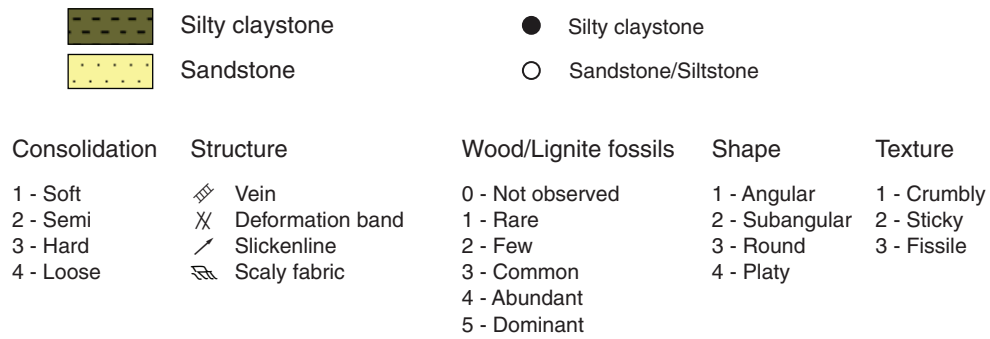 Silty claystone
Silty claystone
Sandstone
Sandstone/Siltstone
Consolidation
1 - Soft
2 - Semi
3 - Hard
4 - Loose
Structure
Vein
Deformation band
Slickenline
Scaly fabric
Wood/Lignite fossils
0 - Not observed
1 - Rare
2 - Few
3 - Common
4 - Abundant
5 - Dominant
Shape
1 - Angular
2 - Subangular
3 - Round
4 - Platy
Texture
1 - Crumbly
2 - Sticky
3 - Fissile